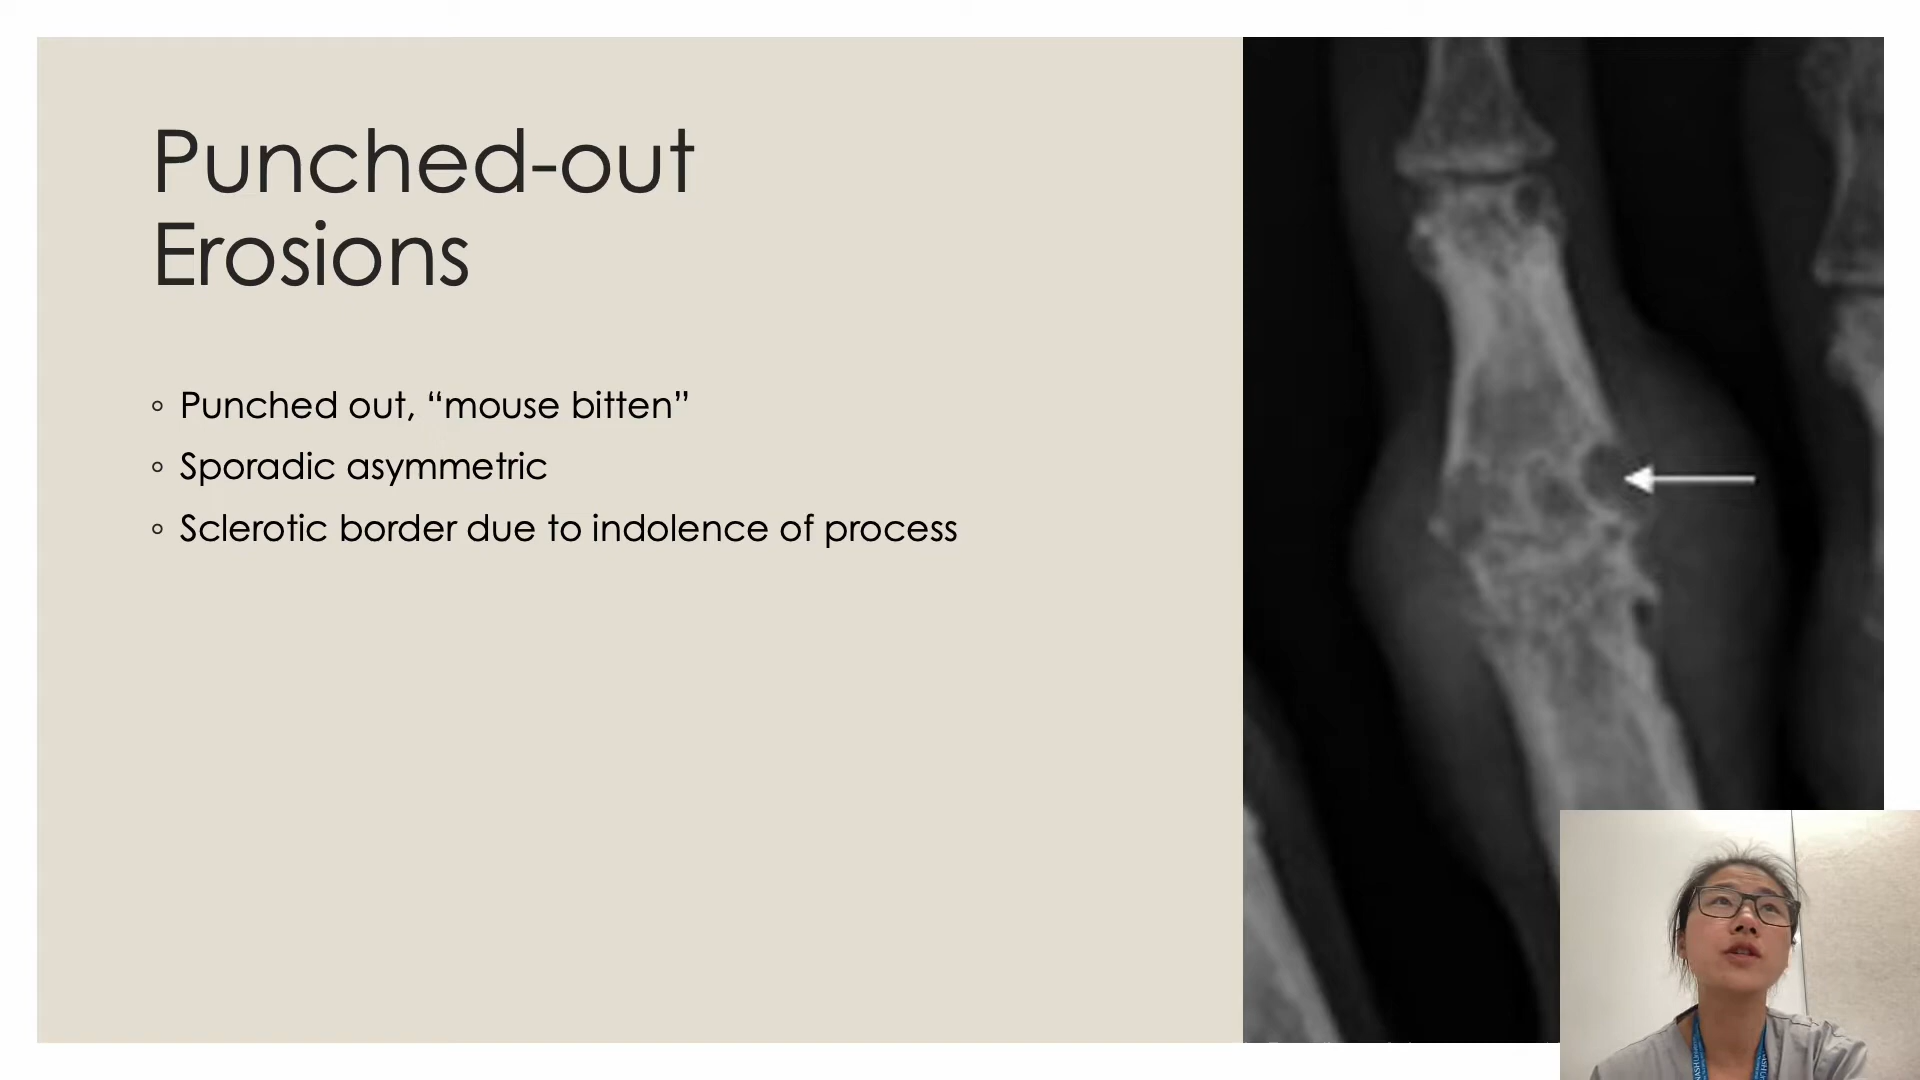 Punched-out
Erosions
◦ Punched out, “mouse bitten”
◦ Sporadic asymmetric
◦ Sclerotic border due to indolence of process